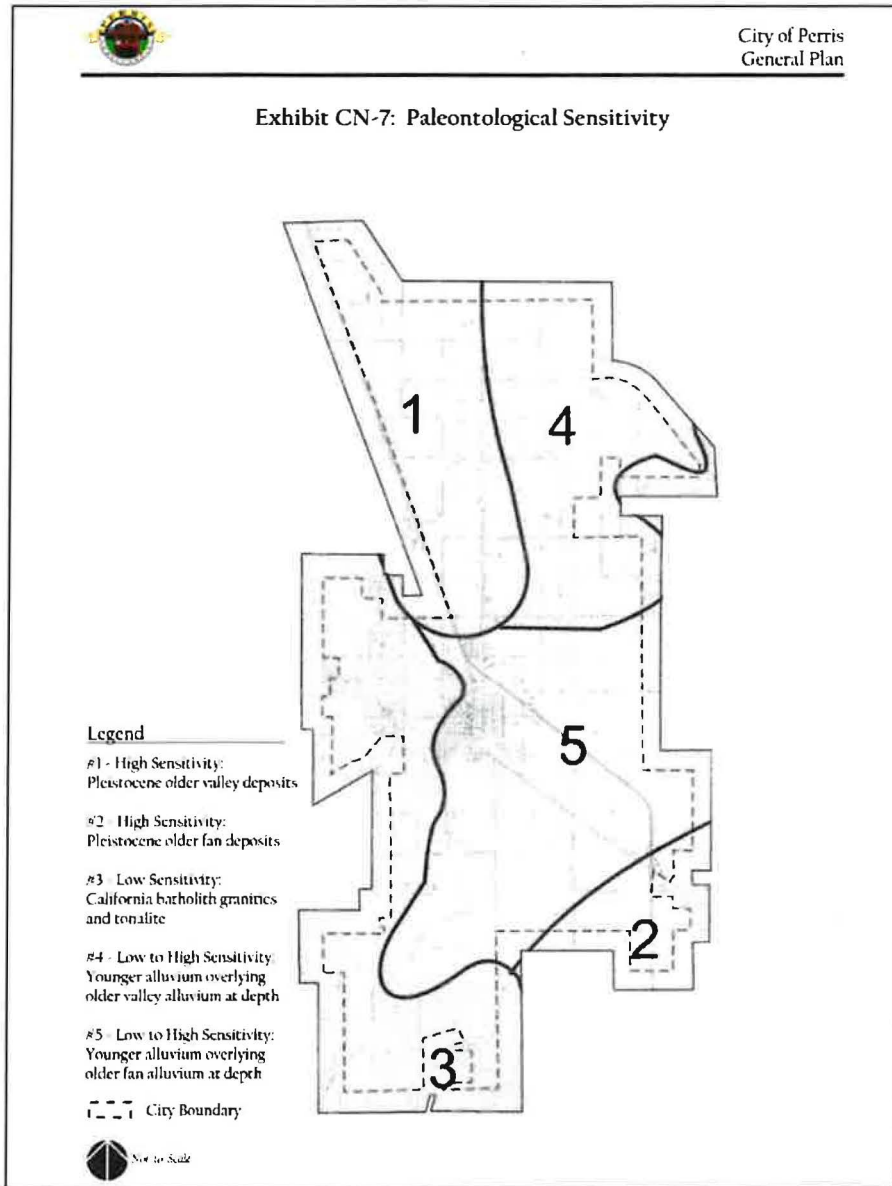 PERRIS
City of Perris
General Plan
Exhibit CN-7: Paleontological Sensitivity
1
4
5
2
3
Legend
#1 - High Sensitivity:
Pleistocene older valley deposits
#2 - High Sensitivity:
Pleistocene older fan deposits
#3 - Low Sensitivity:
California batholith granitics
and tonalite
#4 - Low to High Sensitivity:
Younger alluvium overlying
older valley alluvium at depth
#5 - Low to High Sensitivity:
Younger alluvium overlying
older fan alluvium at depth
City Boundary
Not to Scale